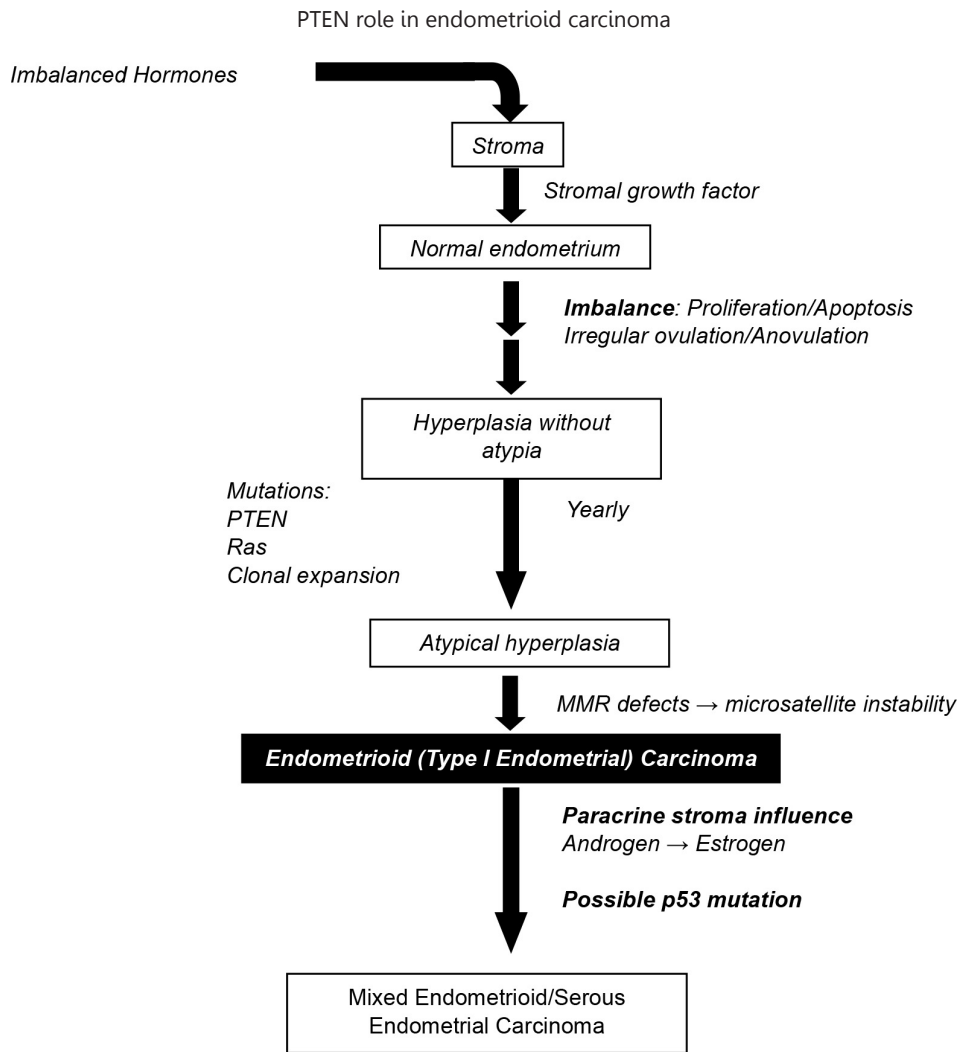 PTEN role in endometrioid carcinoma
Imbalanced Hormones
Stroma
Stromal growth factor
Normal endometrium
Imbalance: Proliferation/Apoptosis
Irregular ovulation/Anovulation
Hyperplasia without
atypia
Mutations:
PTEN
Ras
Clonal expansion
Yearly
Atypical hyperplasia
MMR defects → microsatellite instability
Endometrioid (Type I Endometrial) Carcinoma
Paracrine stroma influence
Androgen → Estrogen
Possible p53 mutation
Mixed Endometrioid/Serous
Endometrial Carcinoma